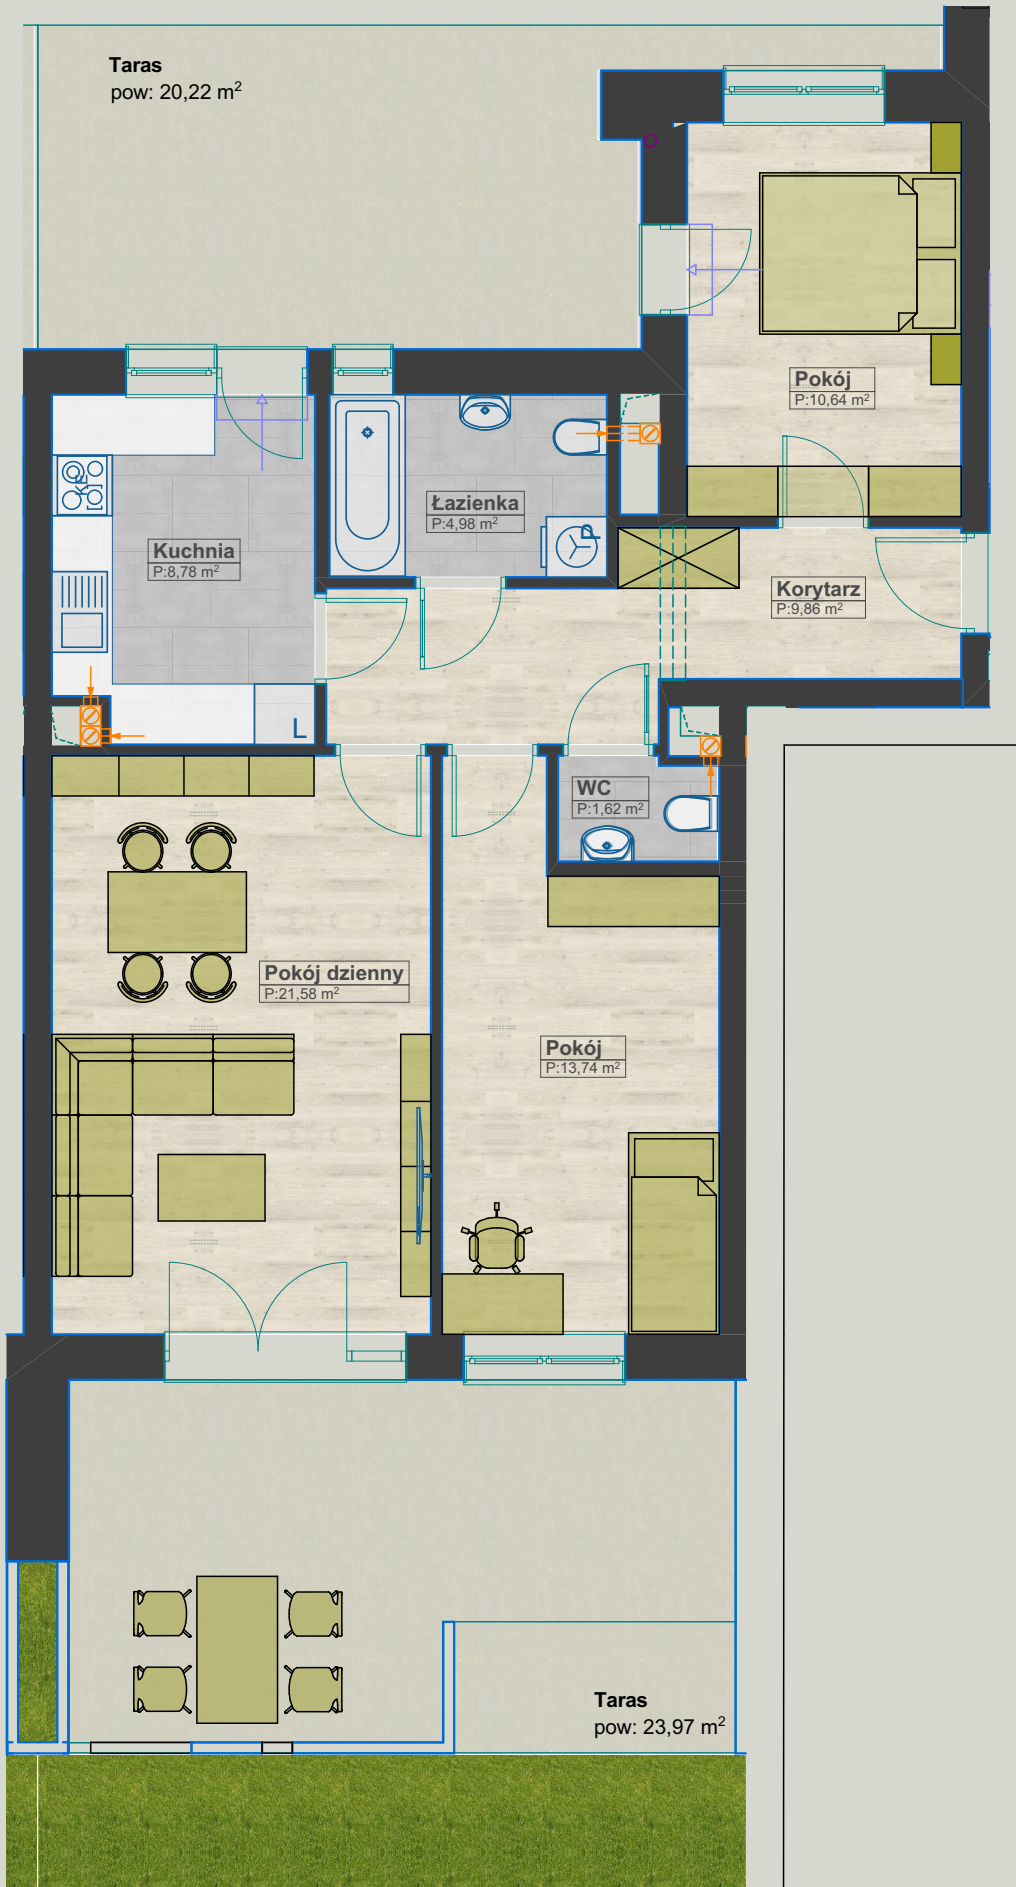 Taras
pow: 20,22 m²
Pokój
P:10,64 m²
Łazienka
P:4,98 m²
KE
P
Kuchnia
P:8,78 m²
Korytarz
P:9,86 m²
L
WC
P:1,62 m²
Pokój dzienny
P:21,58 m²
Pokój
P:13,74 m²
Taras
pow: 23,97 m²